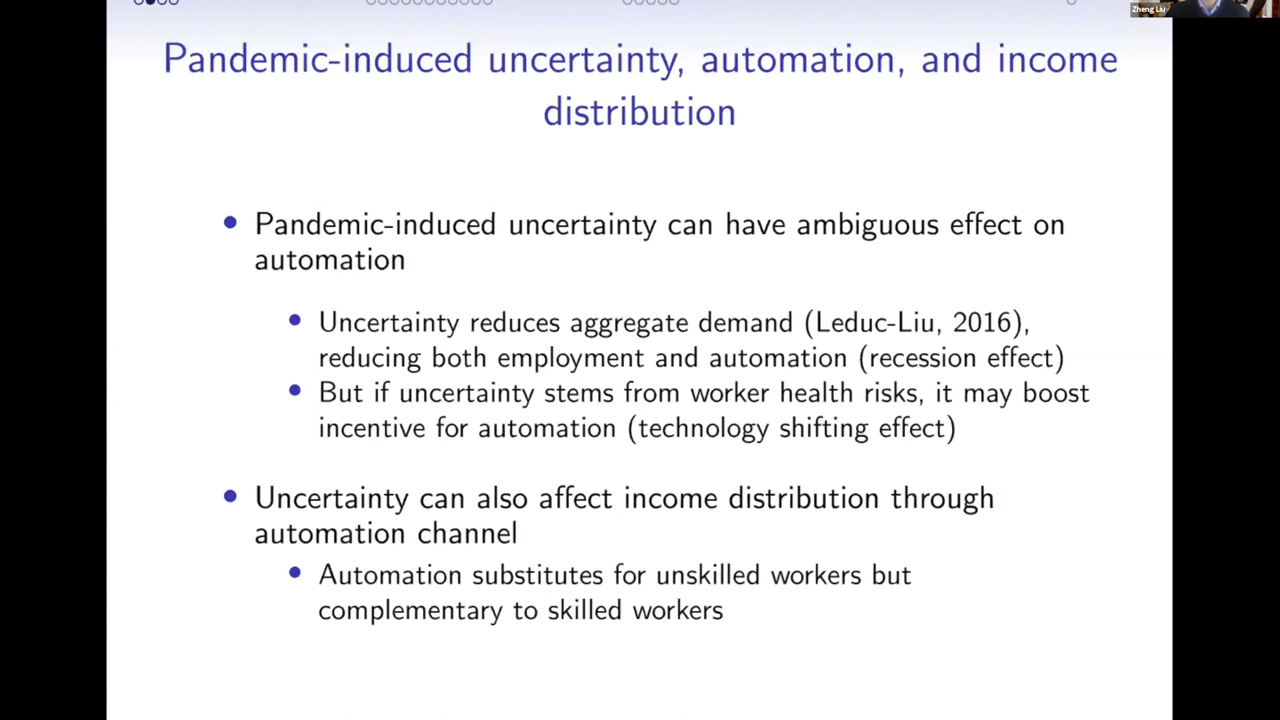 Zheng Liu
Pandemic-induced uncertainty, automation, and income
distribution
Pandemic-induced uncertainty can have ambiguous effect on
automation
Uncertainty reduces aggregate demand (Leduc-Liu, 2016),
reducing both employment and automation (recession effect)
But if uncertainty stems from worker health risks, it may boost
incentive for automation (technology shifting effect)
Uncertainty can also affect income distribution through
automation channel
Automation substitutes for unskilled workers but
complementary to skilled workers